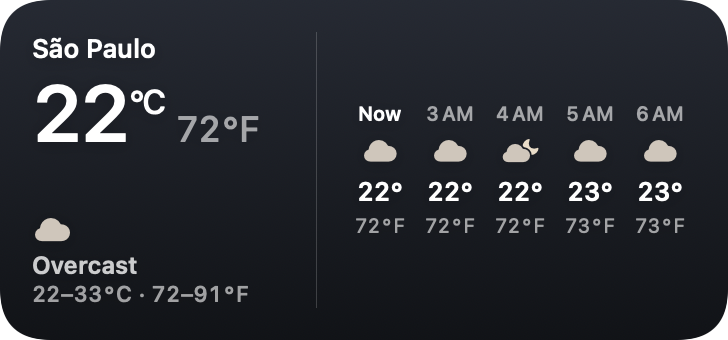 São Paulo
22°C 72°F
Overcast
22–33°C · 72–91°F
Now 3 AM 4 AM 5 AM 6 AM
22° 22° 22° 23° 23°
72°F 72°F 72°F 73°F 73°F